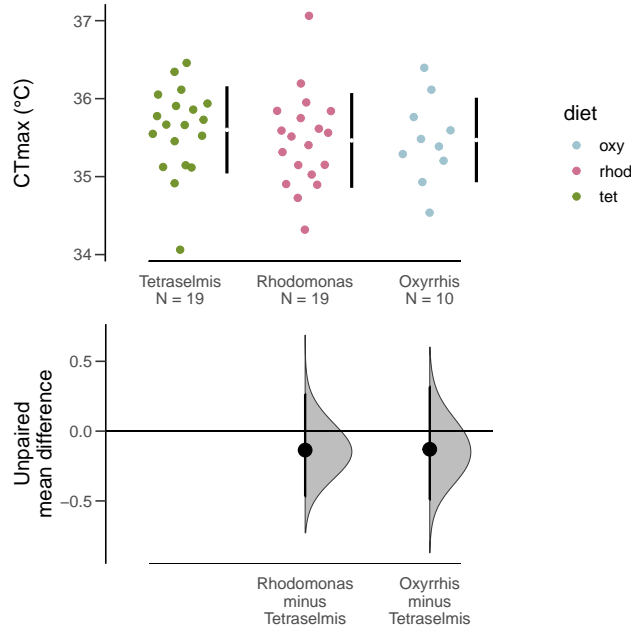 37
36
35
34
CTmax (°C)
Tetraselmis
N = 19
Rhodomonas
N = 19
Oxyrrhis
N = 10
diet
oxy
rhod
tet
0.5
0.0
−0.5
Unpaired
mean difference
Rhodomonas
minus
Tetraselmis
Oxyrrhis
minus
Tetraselmis